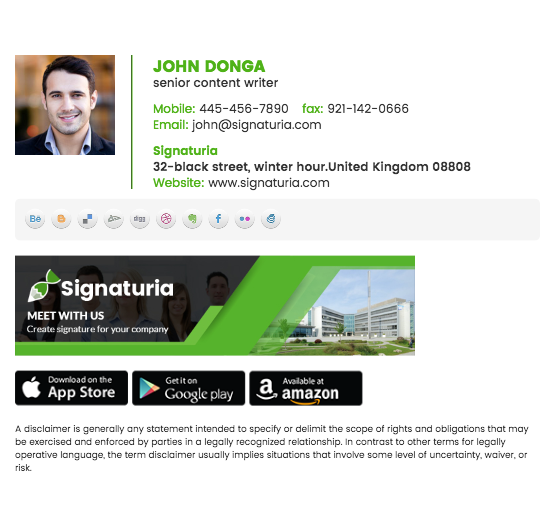 JOHN DONGA
senior content writer
Mobile: 445-456-7890 fax: 921-142-0666
Email: john@signaturia.com
Signaturia
32-black street, winter hour.United Kingdom 08808
Website: www.signaturia.com
Bē
digg
f
Signaturia
MEET WITH US
Create signature for your company
Download on the
App Store
Get it on
Google play
a
Available at
amazon
A disclaimer is generally any statement intended to specify or delimit the scope of rights and obligations that may
be exercised and enforced by parties in a legally recognized relationship. In contrast to other terms for legally
operative language, the term disclaimer usually implies situations that involve some level of uncertainty, waiver, or
risk.